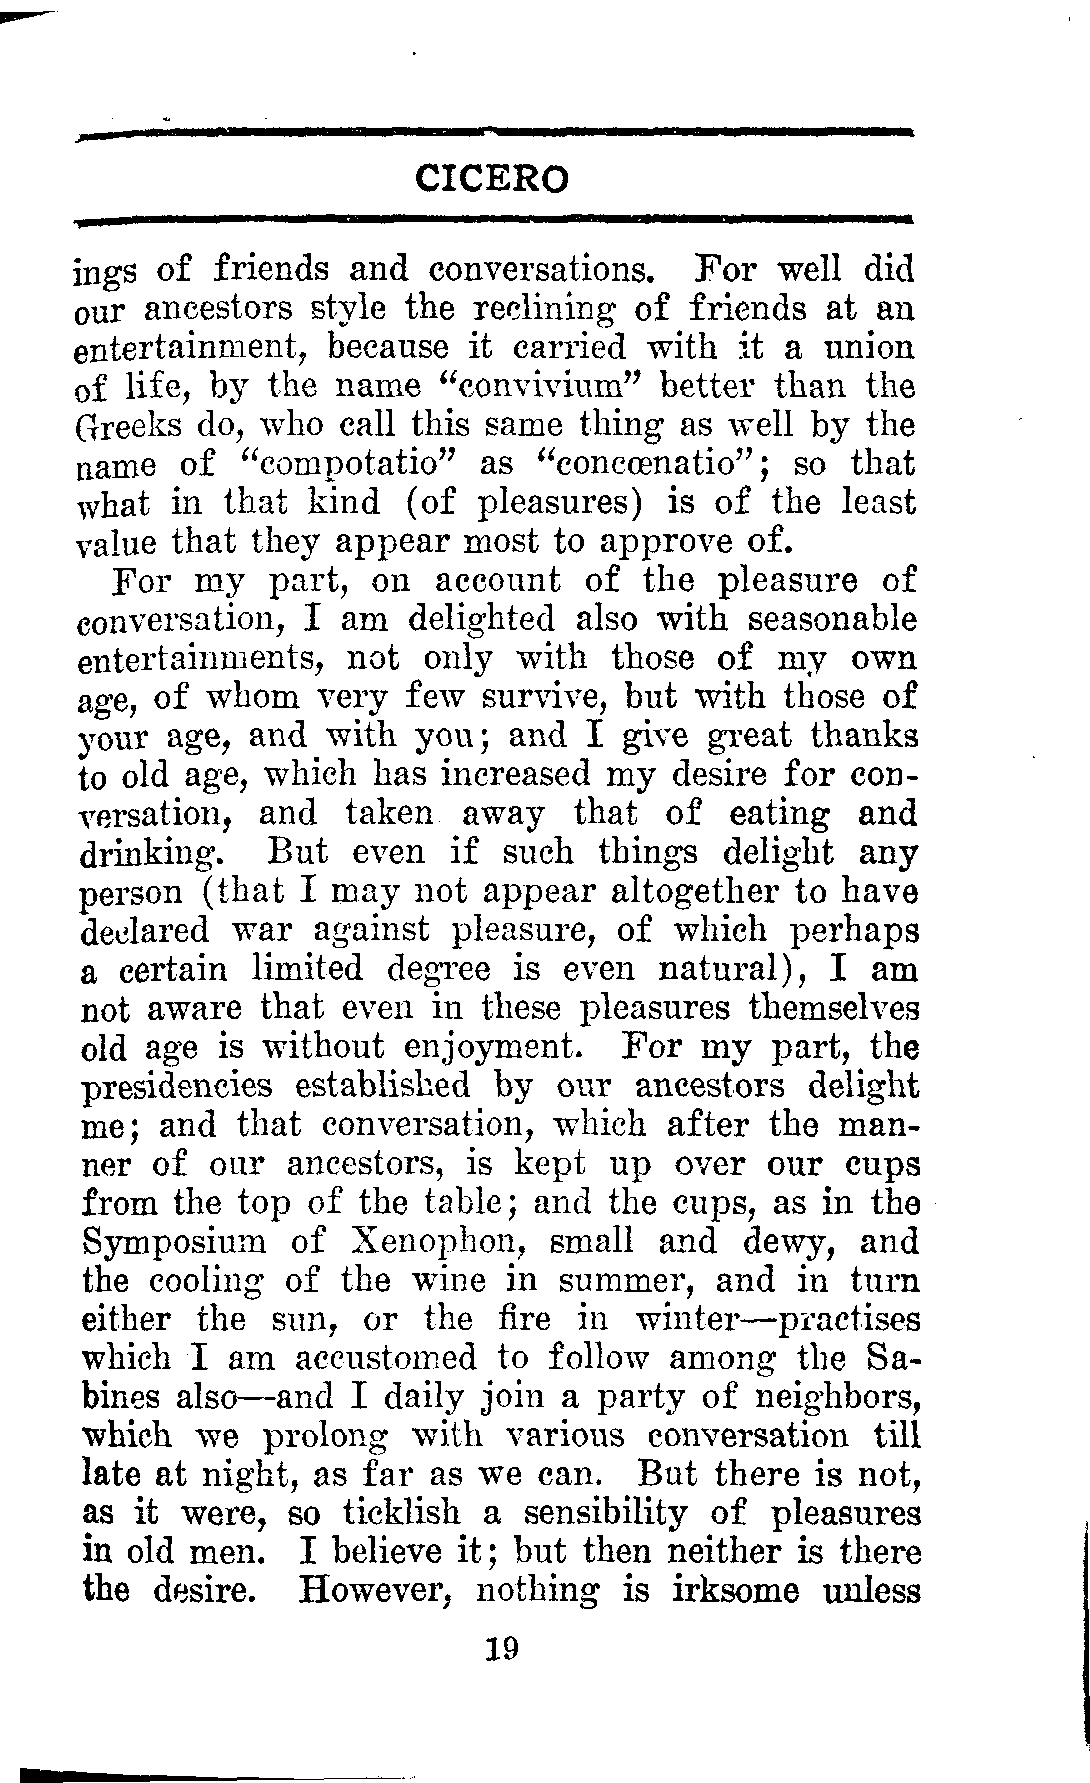 CICERO
ings of friends and conversations. For well did
our ancestors style the reclining of friends at an
entertainment, because it carried with it a union
of life, by the name “convivium” better than the
Greeks do, who call this same thing as well by the
name of “compotatio” as “concœnatio”; so that
what in that kind (of pleasures) is of the least
value that they appear most to approve of.
For my part, on account of the pleasure of
conversation, I am delighted also with seasonable
entertainments, not only with those of my own
age, of whom very few survive, but with those of
your age, and with you; and I give great thanks
to old age, which has increased my desire for con-
versation, and taken away that of eating and
drinking. But even if such things delight any
person (that I may not appear altogether to have
declared war against pleasure, of which perhaps
a certain limited degree is even natural), I am
not aware that even in these pleasures themselves
old age is without enjoyment. For my part, the
presidencies established by our ancestors delight
me; and that conversation, which after the man-
ner of our ancestors, is kept up over our cups
from the top of the table; and the cups, as in the
Symposium of Xenophon, small and dewy, and
the cooling of the wine in summer, and in turn
either the sun, or the fire in winter—practises
which I am accustomed to follow among the Sa-
bines also—and I daily join a party of neighbors,
which we prolong with various conversation till
late at night, as far as we can. But there is not,
as it were, so ticklish a sensibility of pleasures
in old men. I believe it; but then neither is there
the desire. However, nothing is irksome unless
19